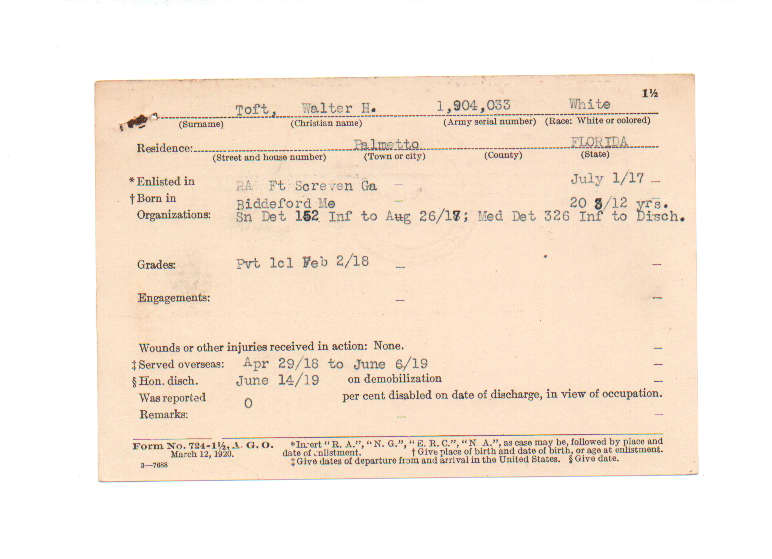 1½
Toft, Walter H. 1,904,033 White
(Surname) (Christian name) (Army serial number) (Race: White or colored)
Residence: Palmetto FLORIDA
(Street and house number) (Town or city) (County) (State)
*Enlisted in RA Ft Screven Ga July 1/17
†Born in Biddeford Me 20 3/12 yrs.
Organizations: Sn Det 152 Inf to Aug 26/17; Med Det 326 Inf to Disch.
Grades: Pvt 1cl Feb 2/18
Engagements:
Wounds or other injuries received in action: None.
‡Served overseas: Apr 29/18 to June 6/19
§Hon. disch. June 14/19 on demobilization
Was reported 0 per cent disabled on date of discharge, in view of occupation.
Remarks:
Form No. 724-1½, A. G. O. *Insert "R. A.", "N. G.", "E. R. C.", "N. A.", as case may be, followed by place and
March 12, 1920. date of enlistment. †Give place of birth and date of birth, or age at enlistment.
3—7688 ‡Give dates of departure from and arrival in the United States. §Give date.